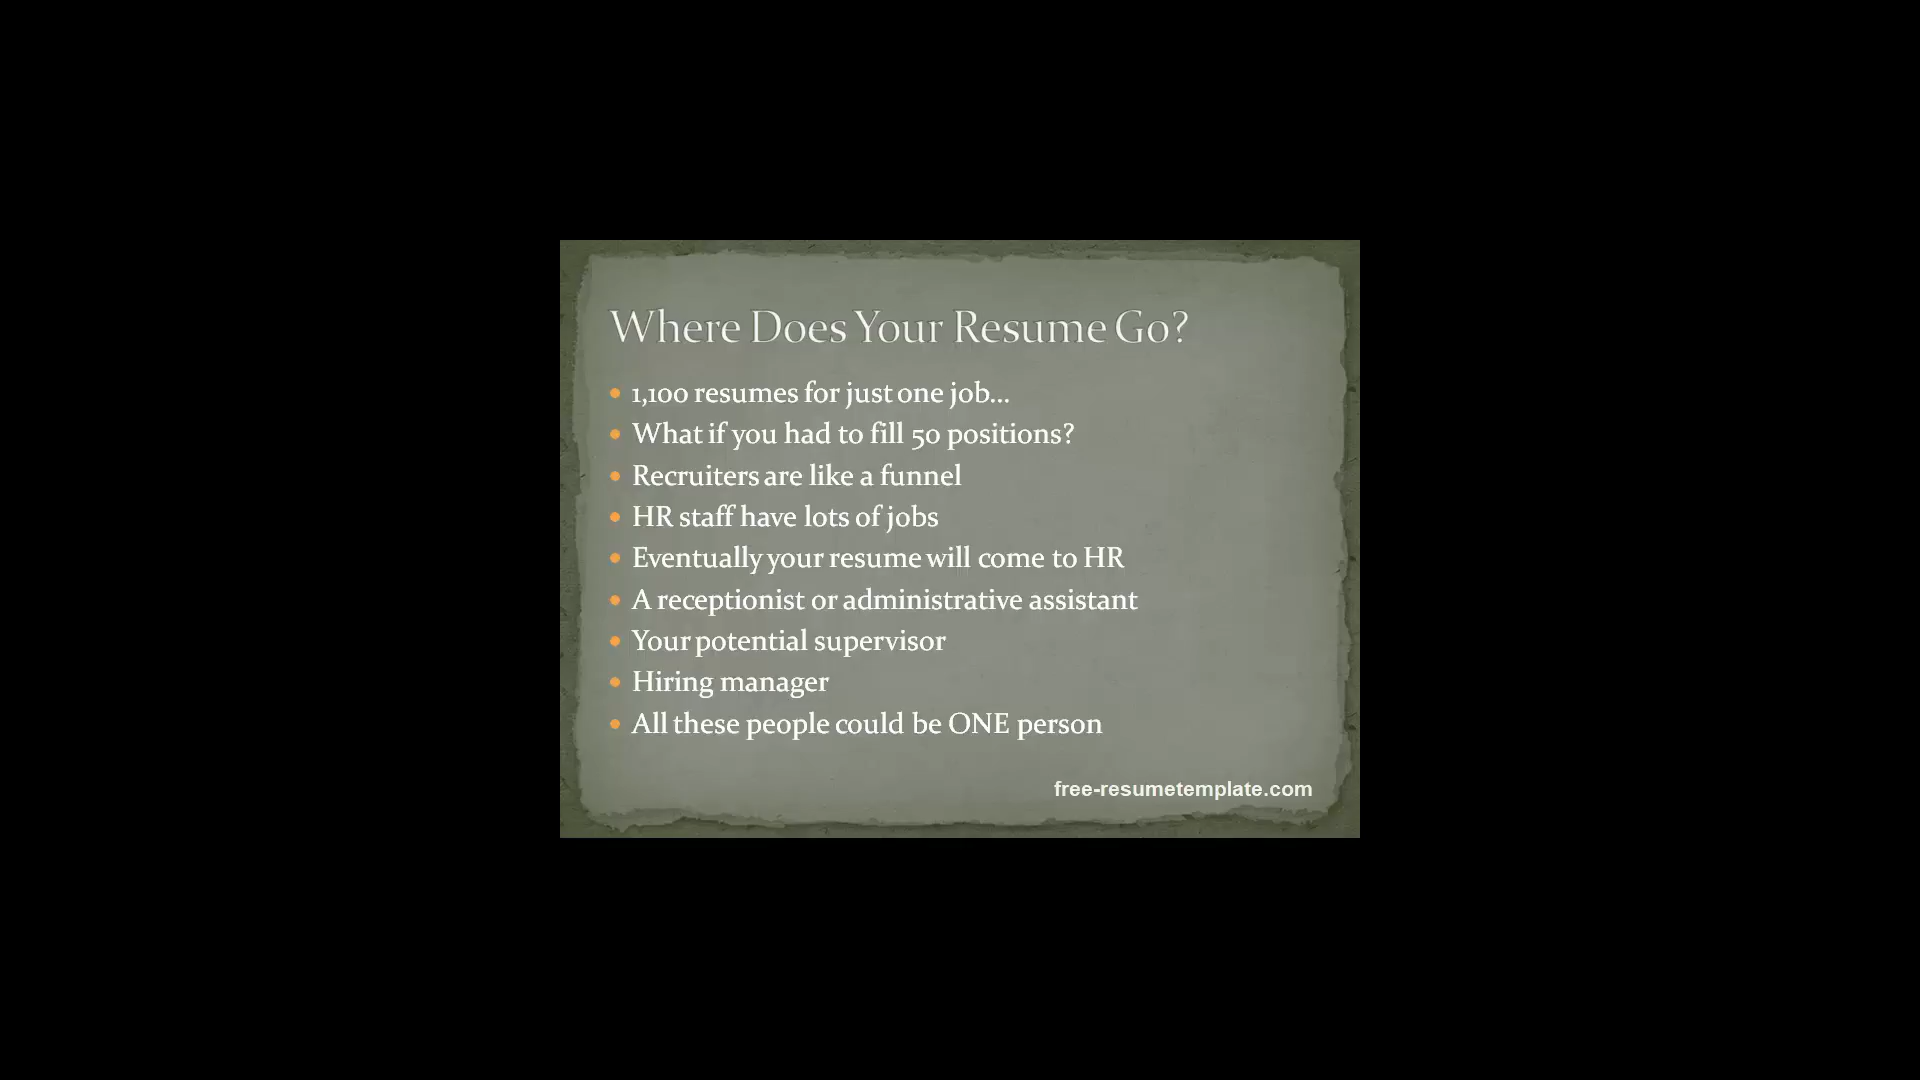 Where Does Your Resume Go?
1,100 resumes for just one job...
What if you had to fill 50 positions?
Recruiters are like a funnel
HR staff have lots of jobs
Eventually your resume will come to HR
A receptionist or administrative assistant
Your potential supervisor
Hiring manager
All these people could be ONE person
free-resumetemplate.com